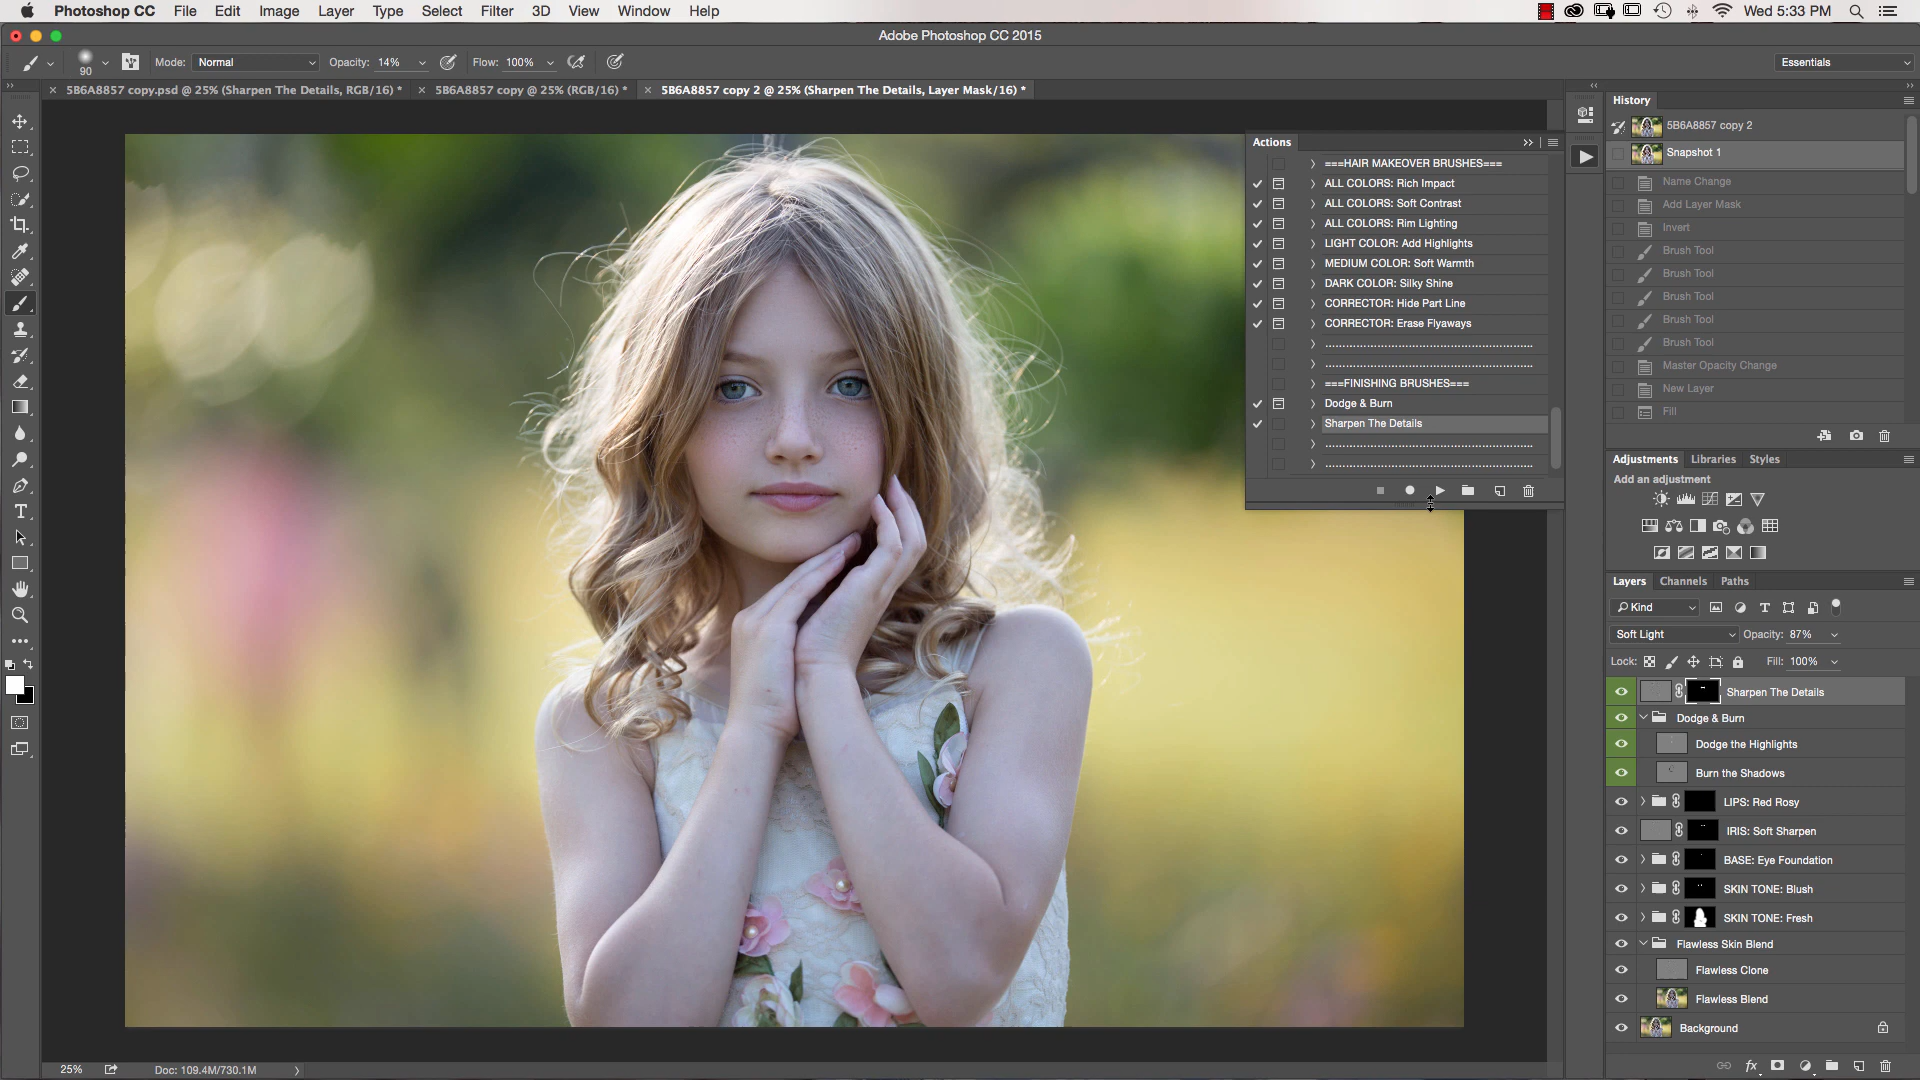 Photoshop CC File Edit Image Layer Type Select Filter 3D View Window Help Wed 5:33 PM
Adobe Photoshop CC 2015
90 Mode: Normal Opacity: 14% Flow: 100% Essentials
5B6A8857 copy.psd @ 25% (Sharpen The Details, RGB/16) * 5B6A8857 copy @ 25% (RGB/16) * 5B6A8857 copy 2 @ 25% (Sharpen The Details, Layer Mask/16) *
Actions
===HAIR MAKEOVER BRUSHES===
ALL COLORS: Rich Impact
ALL COLORS: Soft Contrast
ALL COLORS: Rim Lighting
LIGHT COLOR: Add Highlights
MEDIUM COLOR: Soft Warmth
DARK COLOR: Silky Shine
CORRECTOR: Hide Part Line
CORRECTOR: Erase Flyaways
===FINISHING BRUSHES===
Dodge & Burn
Sharpen The Details
History
5B6A8857 copy 2
Snapshot 1
Name Change
Add Layer Mask
Invert
Brush Tool
Brush Tool
Brush Tool
Brush Tool
Brush Tool
Master Opacity Change
New Layer
Fill
Adjustments Libraries Styles
Add an adjustment
Layers Channels Paths
Kind
Soft Light Opacity: 87%
Lock: Fill: 100%
Sharpen The Details
Dodge & Burn
Dodge the Highlights
Burn the Shadows
LIPS: Red Rosy
IRIS: Soft Sharpen
BASE: Eye Foundation
SKIN TONE: Blush
SKIN TONE: Fresh
Flawless Skin Blend
Flawless Clone
Flawless Blend
Background
25% Doc: 109.4M/730.1M